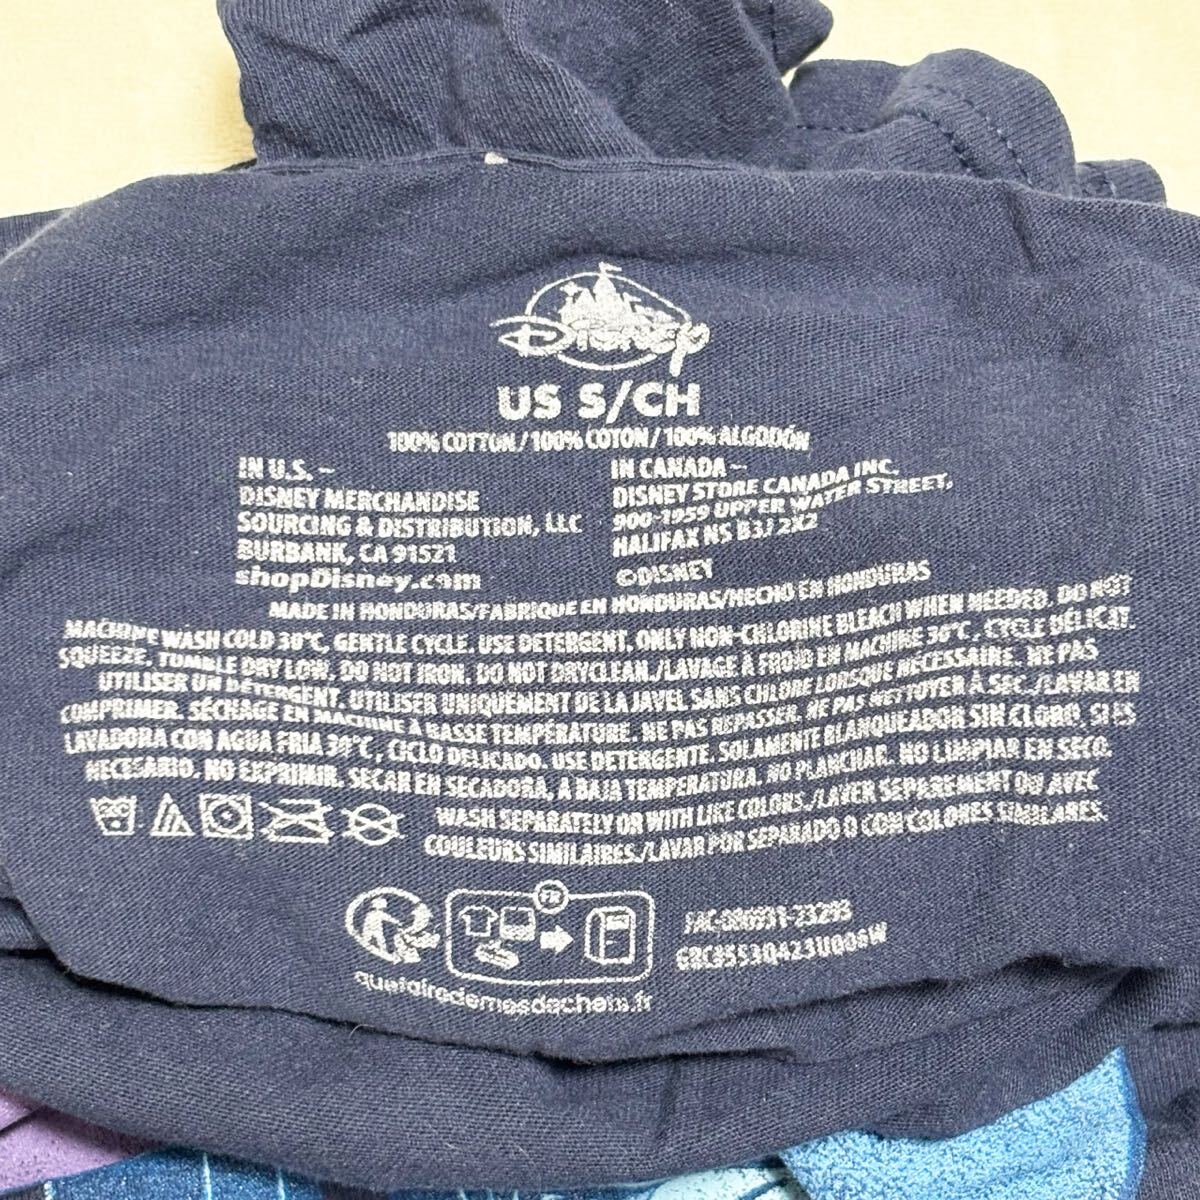 Disney
US S/CH
100% COTTON / 100% COTON / 100% ALGODÓN
IN U.S. –
DISNEY MERCHANDISE
SOURCING & DISTRIBUTION, LLC
BURBANK, CA 91521
shopDisney.com
IN CANADA –
DISNEY STORE CANADA INC.
900-1959 UPPER WATER STREET,
HALIFAX NS B3J 2X2
©DISNEY
MADE IN HONDURAS/FABRIQUE EN HONDURAS/HECHO EN HONDURAS
MACHINE WASH COLD 30°C, GENTLE CYCLE. USE DETERGENT, ONLY NON-CHLORINE BLEACH WHEN NEEDED. DO NOT
SQUEEZE, TUMBLE DRY LOW, DO NOT IRON. DO NOT DRYCLEAN./LAVAGE À FROID EN MACHINE 30°C, CYCLE DÉLICAT.
UTILISER UN DÉTERGENT. UTILISER UNIQUEMENT DE LA JAVEL SANS CHLORE LORSQUE NÉCESSAIRE. NE PAS
COMPRIMER. SÉCHAGE EN MACHINE À BASSE TEMPÉRATURE. NE PAS REPASSER. NE PAS NETTOYER À SEC./LAVAR EN
LAVADORA CON AGUA FRIA 30°C, CICLO DELICADO. USE DETERGENTE. SOLAMENTE BLANQUEADOR SIN CLORO, SI ES
NECESARIO. NO EXPRIMIR. SECAR EN SECADORA, A BAJA TEMPERATURA. NO PLANCHAR. NO LIMPIAR EN SECO.
WASH SEPARATELY OR WITH LIKE COLORS./LAVER SEPAREMENT OU AVEC
COULEURS SIMILAIRES./LAVAR POR SEPARADO O CON COLORES SIMILARES.
FR
quefairedemesdechets.fr
FAC-080931-23293